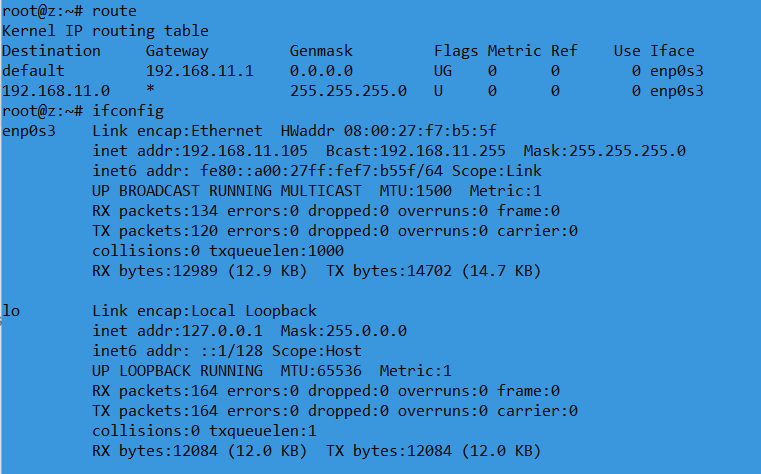 root@z:~# route
Kernel IP routing table
Destination     Gateway         Genmask         Flags Metric Ref    Use Iface
default         192.168.11.1    0.0.0.0         UG    0      0        0 enp0s3
192.168.11.0    *               255.255.255.0   U     0      0        0 enp0s3
root@z:~# ifconfig
enp0s3    Link encap:Ethernet  HWaddr 08:00:27:f7:b5:5f
          inet addr:192.168.11.105  Bcast:192.168.11.255  Mask:255.255.255.0
          inet6 addr: fe80::a00:27ff:fef7:b55f/64 Scope:Link
          UP BROADCAST RUNNING MULTICAST  MTU:1500  Metric:1
          RX packets:134 errors:0 dropped:0 overruns:0 frame:0
          TX packets:120 errors:0 dropped:0 overruns:0 carrier:0
          collisions:0 txqueuelen:1000
          RX bytes:12989 (12.9 KB)  TX bytes:14702 (14.7 KB)
lo        Link encap:Local Loopback
          inet addr:127.0.0.1  Mask:255.0.0.0
          inet6 addr: ::1/128 Scope:Host
          UP LOOPBACK RUNNING  MTU:65536  Metric:1
          RX packets:164 errors:0 dropped:0 overruns:0 frame:0
          TX packets:164 errors:0 dropped:0 overruns:0 carrier:0
          collisions:0 txqueuelen:1
          RX bytes:12084 (12.0 KB)  TX bytes:12084 (12.0 KB)